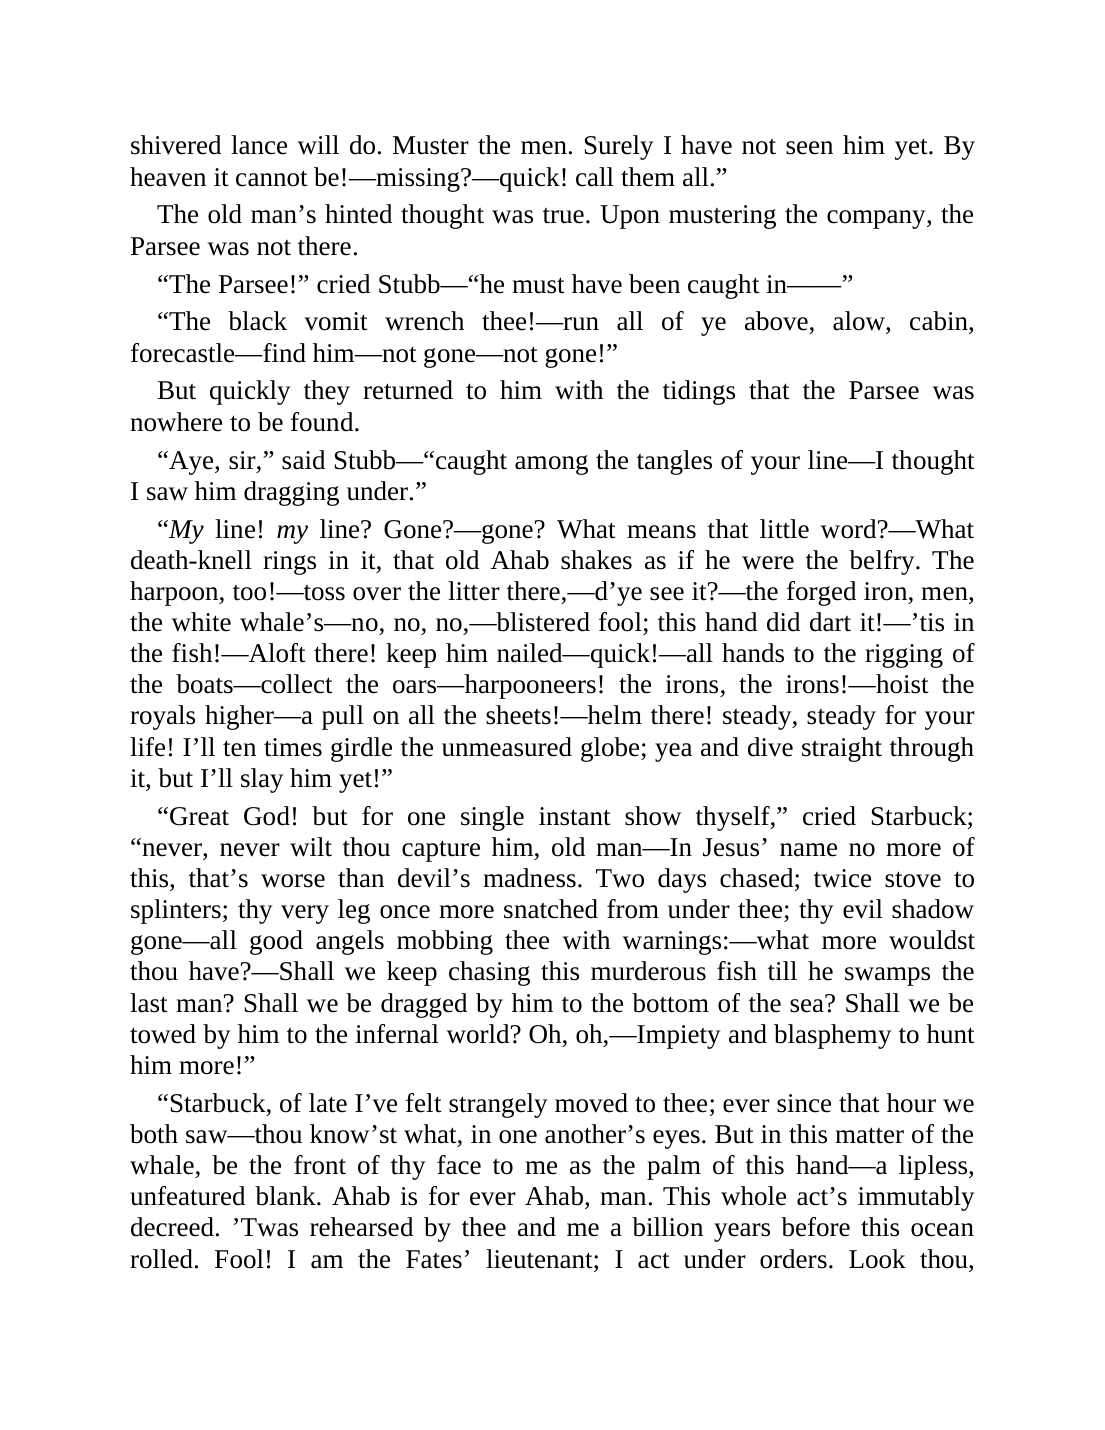 shivered lance will do. Muster the men. Surely I have not seen him yet. By
heaven it cannot be!—missing?—quick! call them all.”
The old man’s hinted thought was true. Upon mustering the company, the
Parsee was not there.
“The Parsee!” cried Stubb—“he must have been caught in——”
“The black vomit wrench thee!—run all of ye above, alow, cabin,
forecastle—find him—not gone—not gone!”
But quickly they returned to him with the tidings that the Parsee was
nowhere to be found.
“Aye, sir,” said Stubb—“caught among the tangles of your line—I thought
I saw him dragging under.”
“My line! my line? Gone?—gone? What means that little word?—What
death-knell rings in it, that old Ahab shakes as if he were the belfry. The
harpoon, too!—toss over the litter there,—d’ye see it?—the forged iron, men,
the white whale’s—no, no, no,—blistered fool; this hand did dart it!—’tis in
the fish!—Aloft there! keep him nailed—quick!—all hands to the rigging of
the boats—collect the oars—harpooneers! the irons, the irons!—hoist the
royals higher—a pull on all the sheets!—helm there! steady, steady for your
life! I’ll ten times girdle the unmeasured globe; yea and dive straight through
it, but I’ll slay him yet!”
“Great God! but for one single instant show thyself,” cried Starbuck;
“never, never wilt thou capture him, old man—In Jesus’ name no more of
this, that’s worse than devil’s madness. Two days chased; twice stove to
splinters; thy very leg once more snatched from under thee; thy evil shadow
gone—all good angels mobbing thee with warnings:—what more wouldst
thou have?—Shall we keep chasing this murderous fish till he swamps the
last man? Shall we be dragged by him to the bottom of the sea? Shall we be
towed by him to the infernal world? Oh, oh,—Impiety and blasphemy to hunt
him more!”
“Starbuck, of late I’ve felt strangely moved to thee; ever since that hour we
both saw—thou know’st what, in one another’s eyes. But in this matter of the
whale, be the front of thy face to me as the palm of this hand—a lipless,
unfeatured blank. Ahab is for ever Ahab, man. This whole act’s immutably
decreed. ’Twas rehearsed by thee and me a billion years before this ocean
rolled. Fool! I am the Fates’ lieutenant; I act under orders. Look thou,